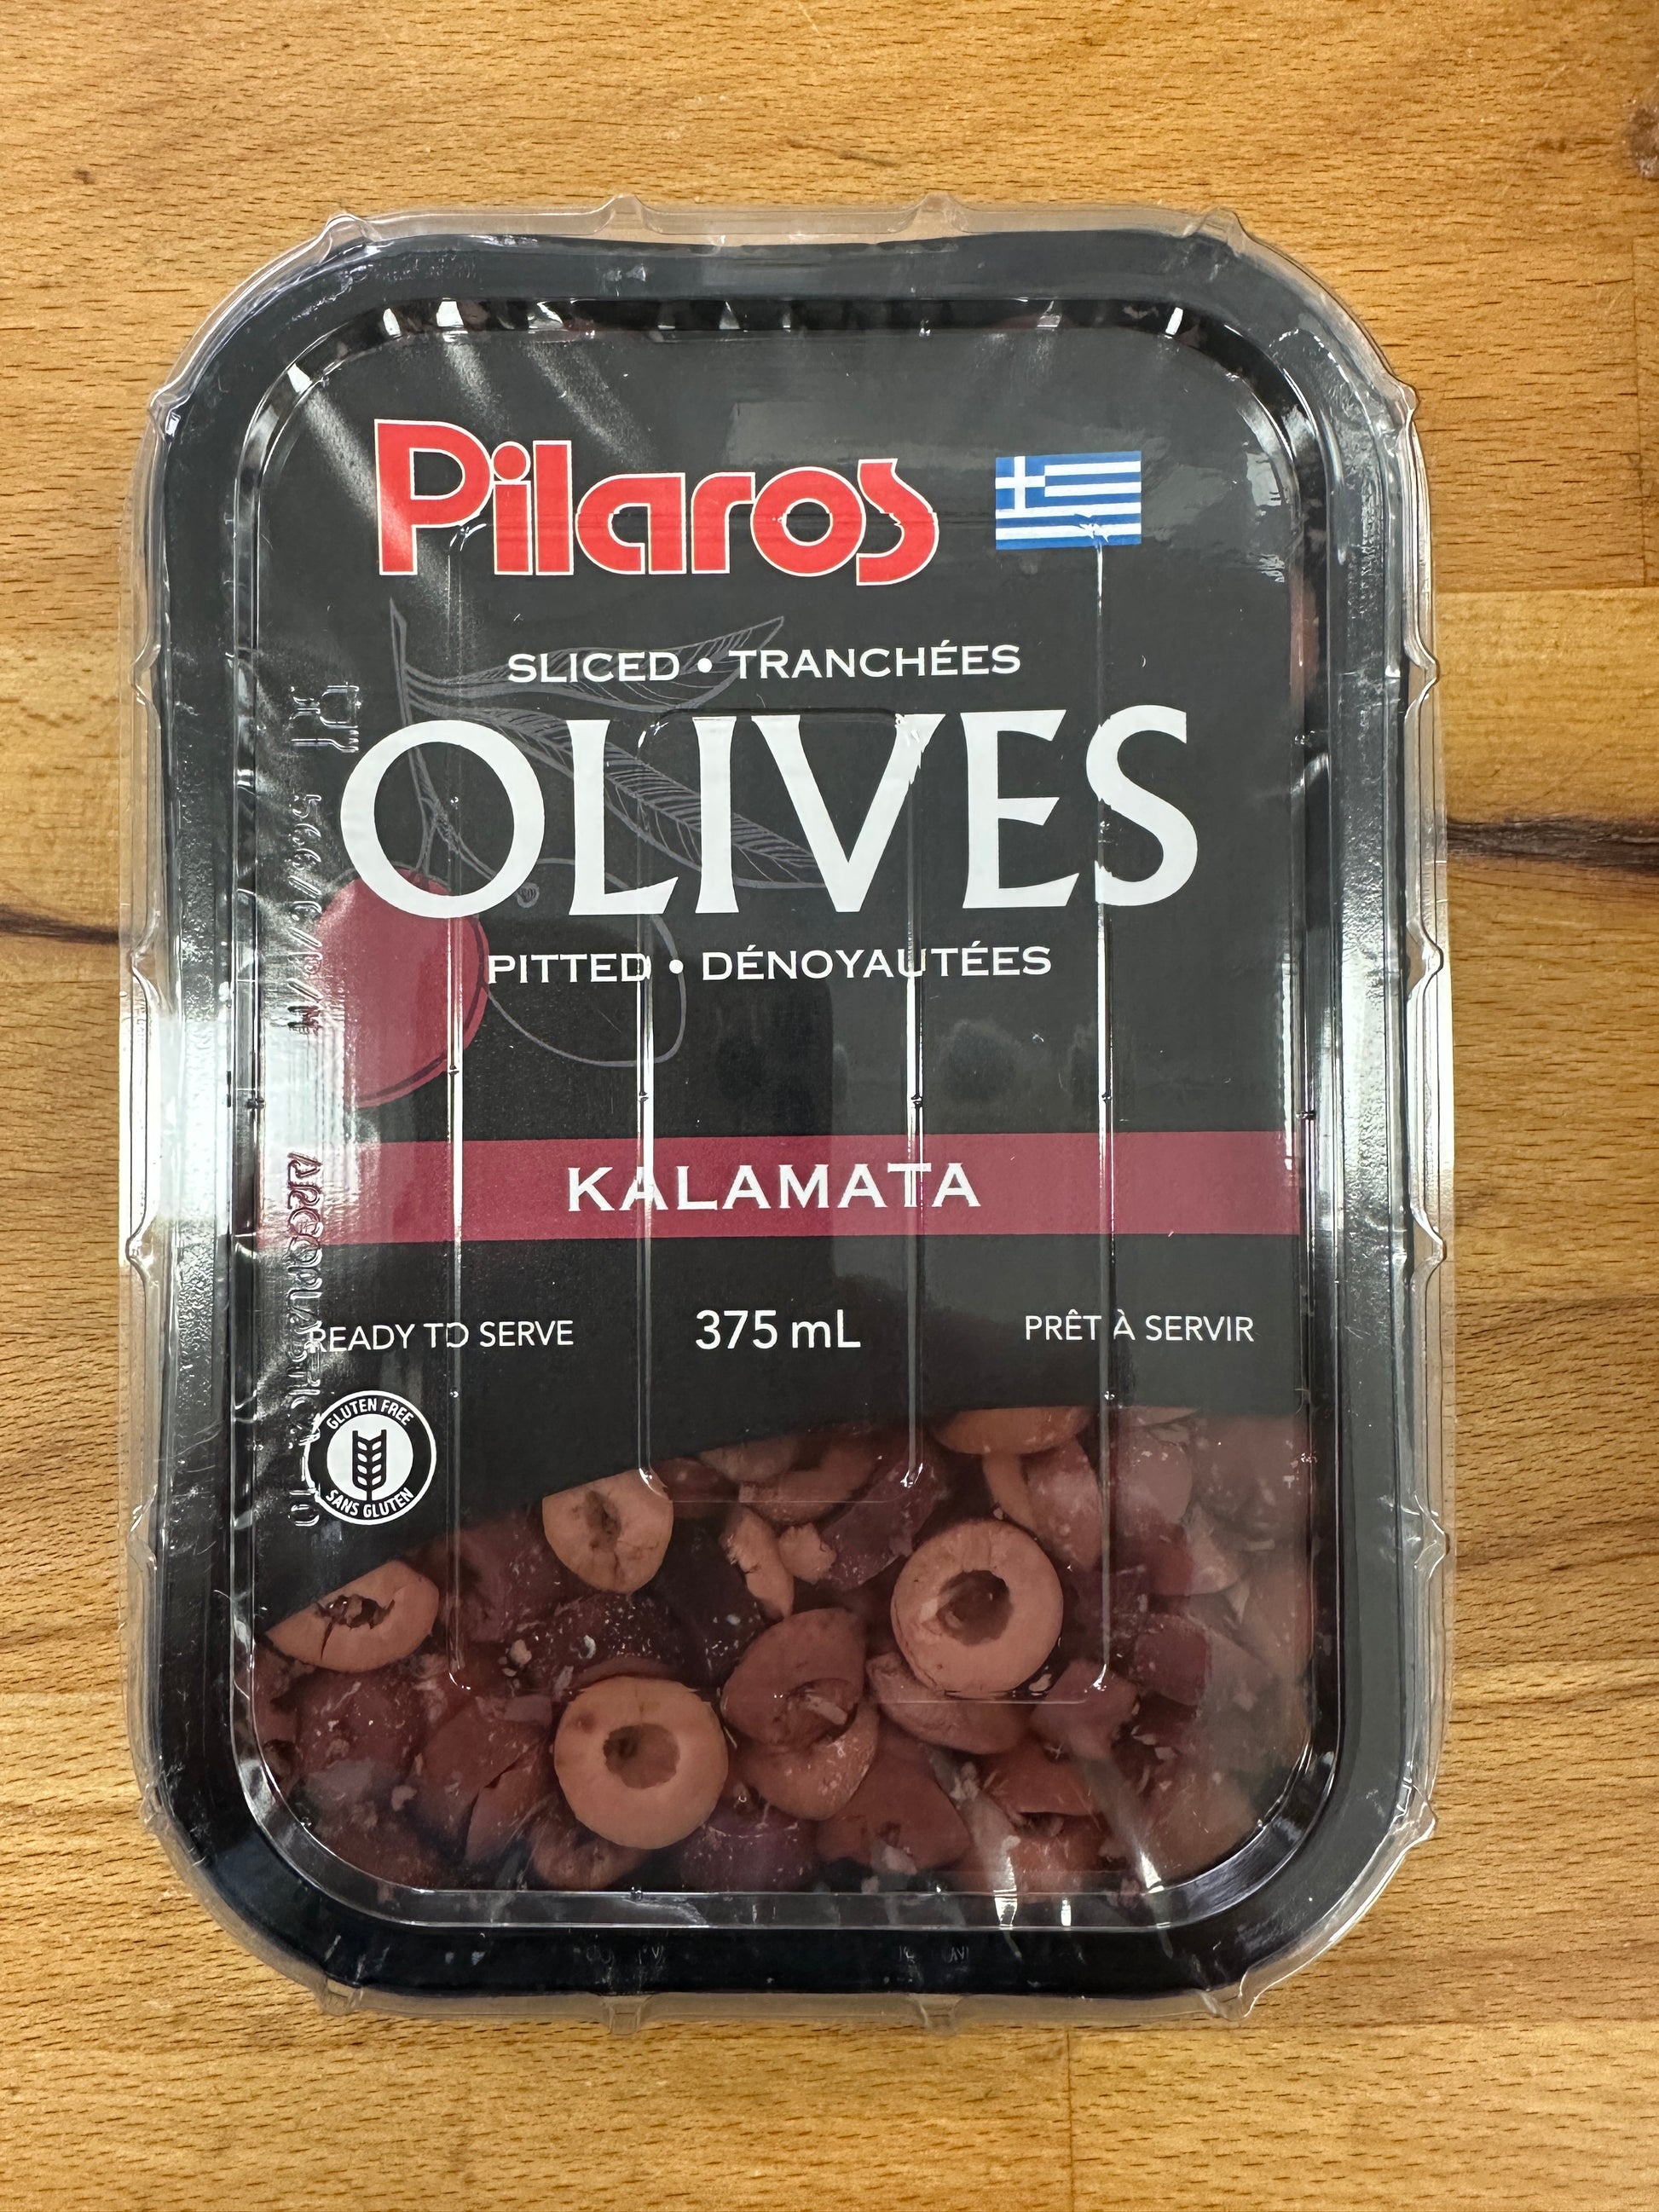 Pilaros
SLICED • TRANCHÉES
OLIVES
PITTED • DÉNOYAUTÉES
KALAMATA
READY TO SERVE 375 mL PRÊT À SERVIR
GLUTEN FREE
SANS GLUTEN